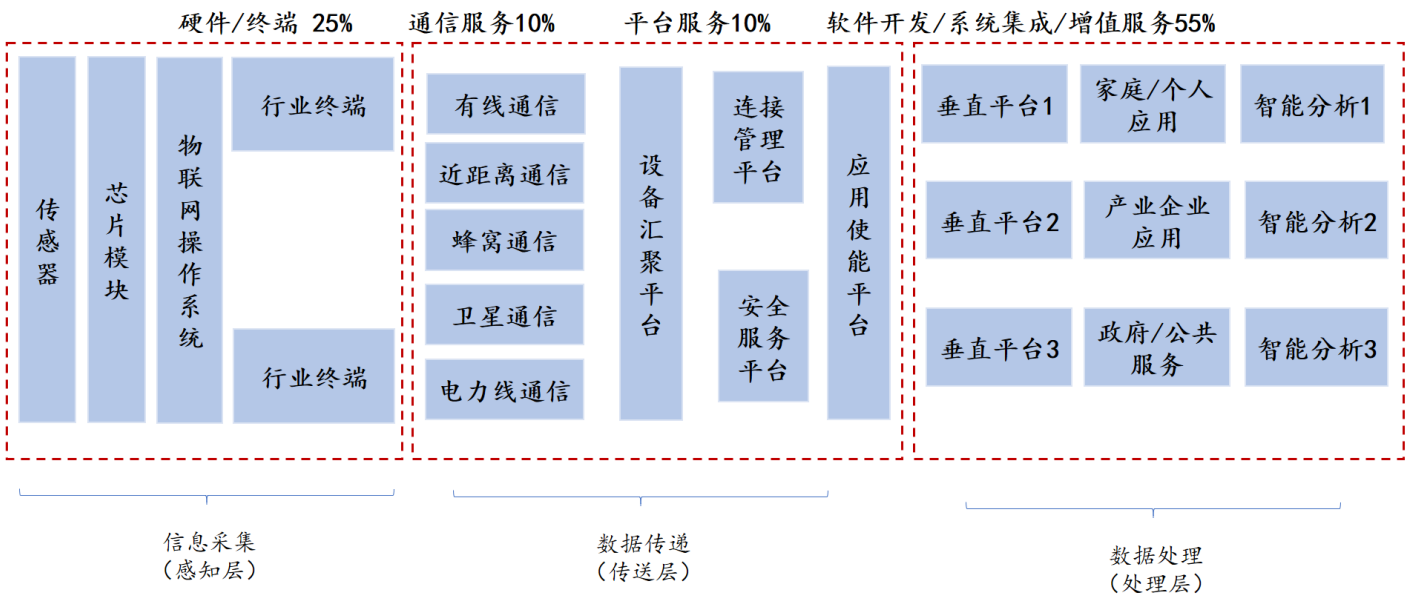 硬件/终端 25%
通信服务10%
平台服务10%
软件开发/系统集成/增值服务55%
传感器
芯片模块
物联网操作系统
行业终端
行业终端
有线通信
近距离通信
蜂窝通信
卫星通信
电力线通信
设备汇聚平台
连接
管理
平台
安全
服务
平台
应用使能平台
垂直平台1
家庭/个人
应用
智能分析1
垂直平台2
产业企业
应用
智能分析2
垂直平台3
政府/公共
服务
智能分析3
信息采集
（感知层）
数据传递
（传送层）
数据处理
（处理层）